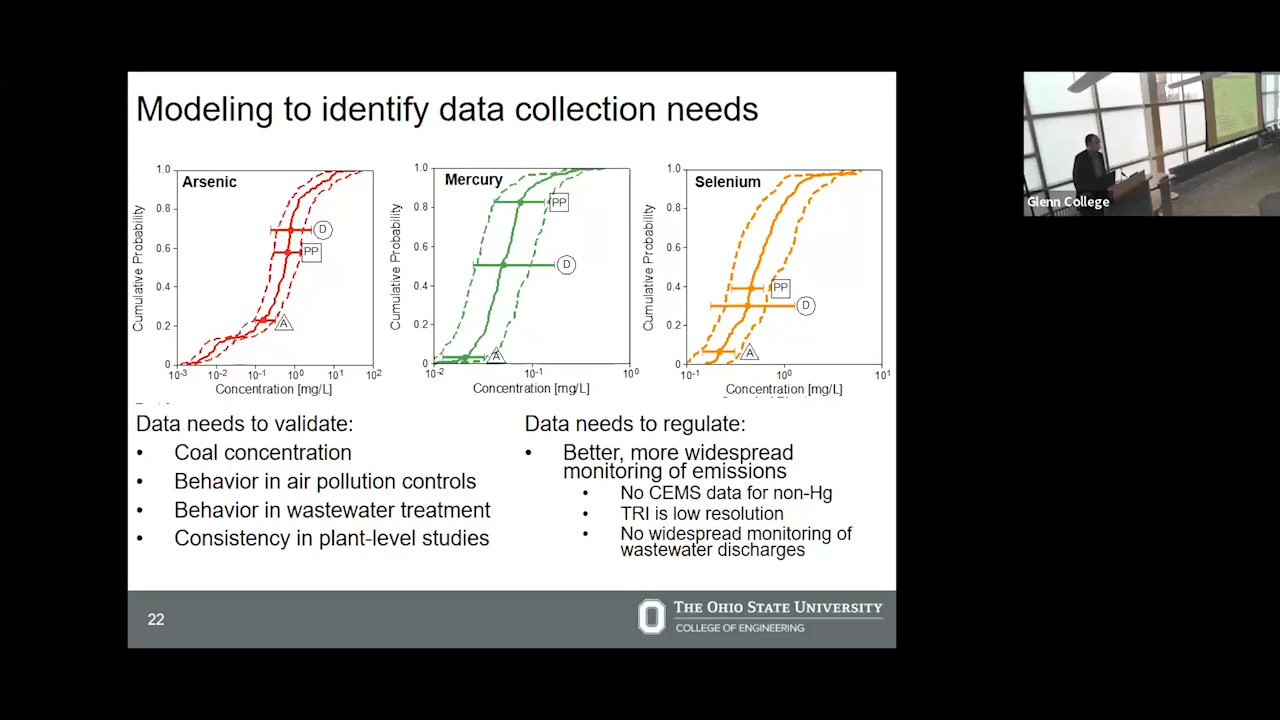 Modeling to identify data collection needs
Arsenic
Cumulative Probability
1.0
0.8
0.6
0.4
0.2
0
D
PP
A
10-3
10-2
10-1
100
101
102
Concentration [mg/L]
Mercury
Cumulative Probability
1.0
0.8
0.6
0.4
0.2
0
PP
D
A
10-2
10-1
100
Concentration [mg/L]
Selenium
Cumulative Probability
1.0
0.8
0.6
0.4
0.2
0
PP
D
A
10-1
100
101
Concentration [mg/L]
Data needs to validate:
• Coal concentration
• Behavior in air pollution controls
• Behavior in wastewater treatment
• Consistency in plant-level studies
Data needs to regulate:
• Better, more widespread
monitoring of emissions
• No CEMS data for non-Hg
• TRI is low resolution
• No widespread monitoring of
wastewater discharges
22
THE OHIO STATE UNIVERSITY
COLLEGE OF ENGINEERING
Glenn College